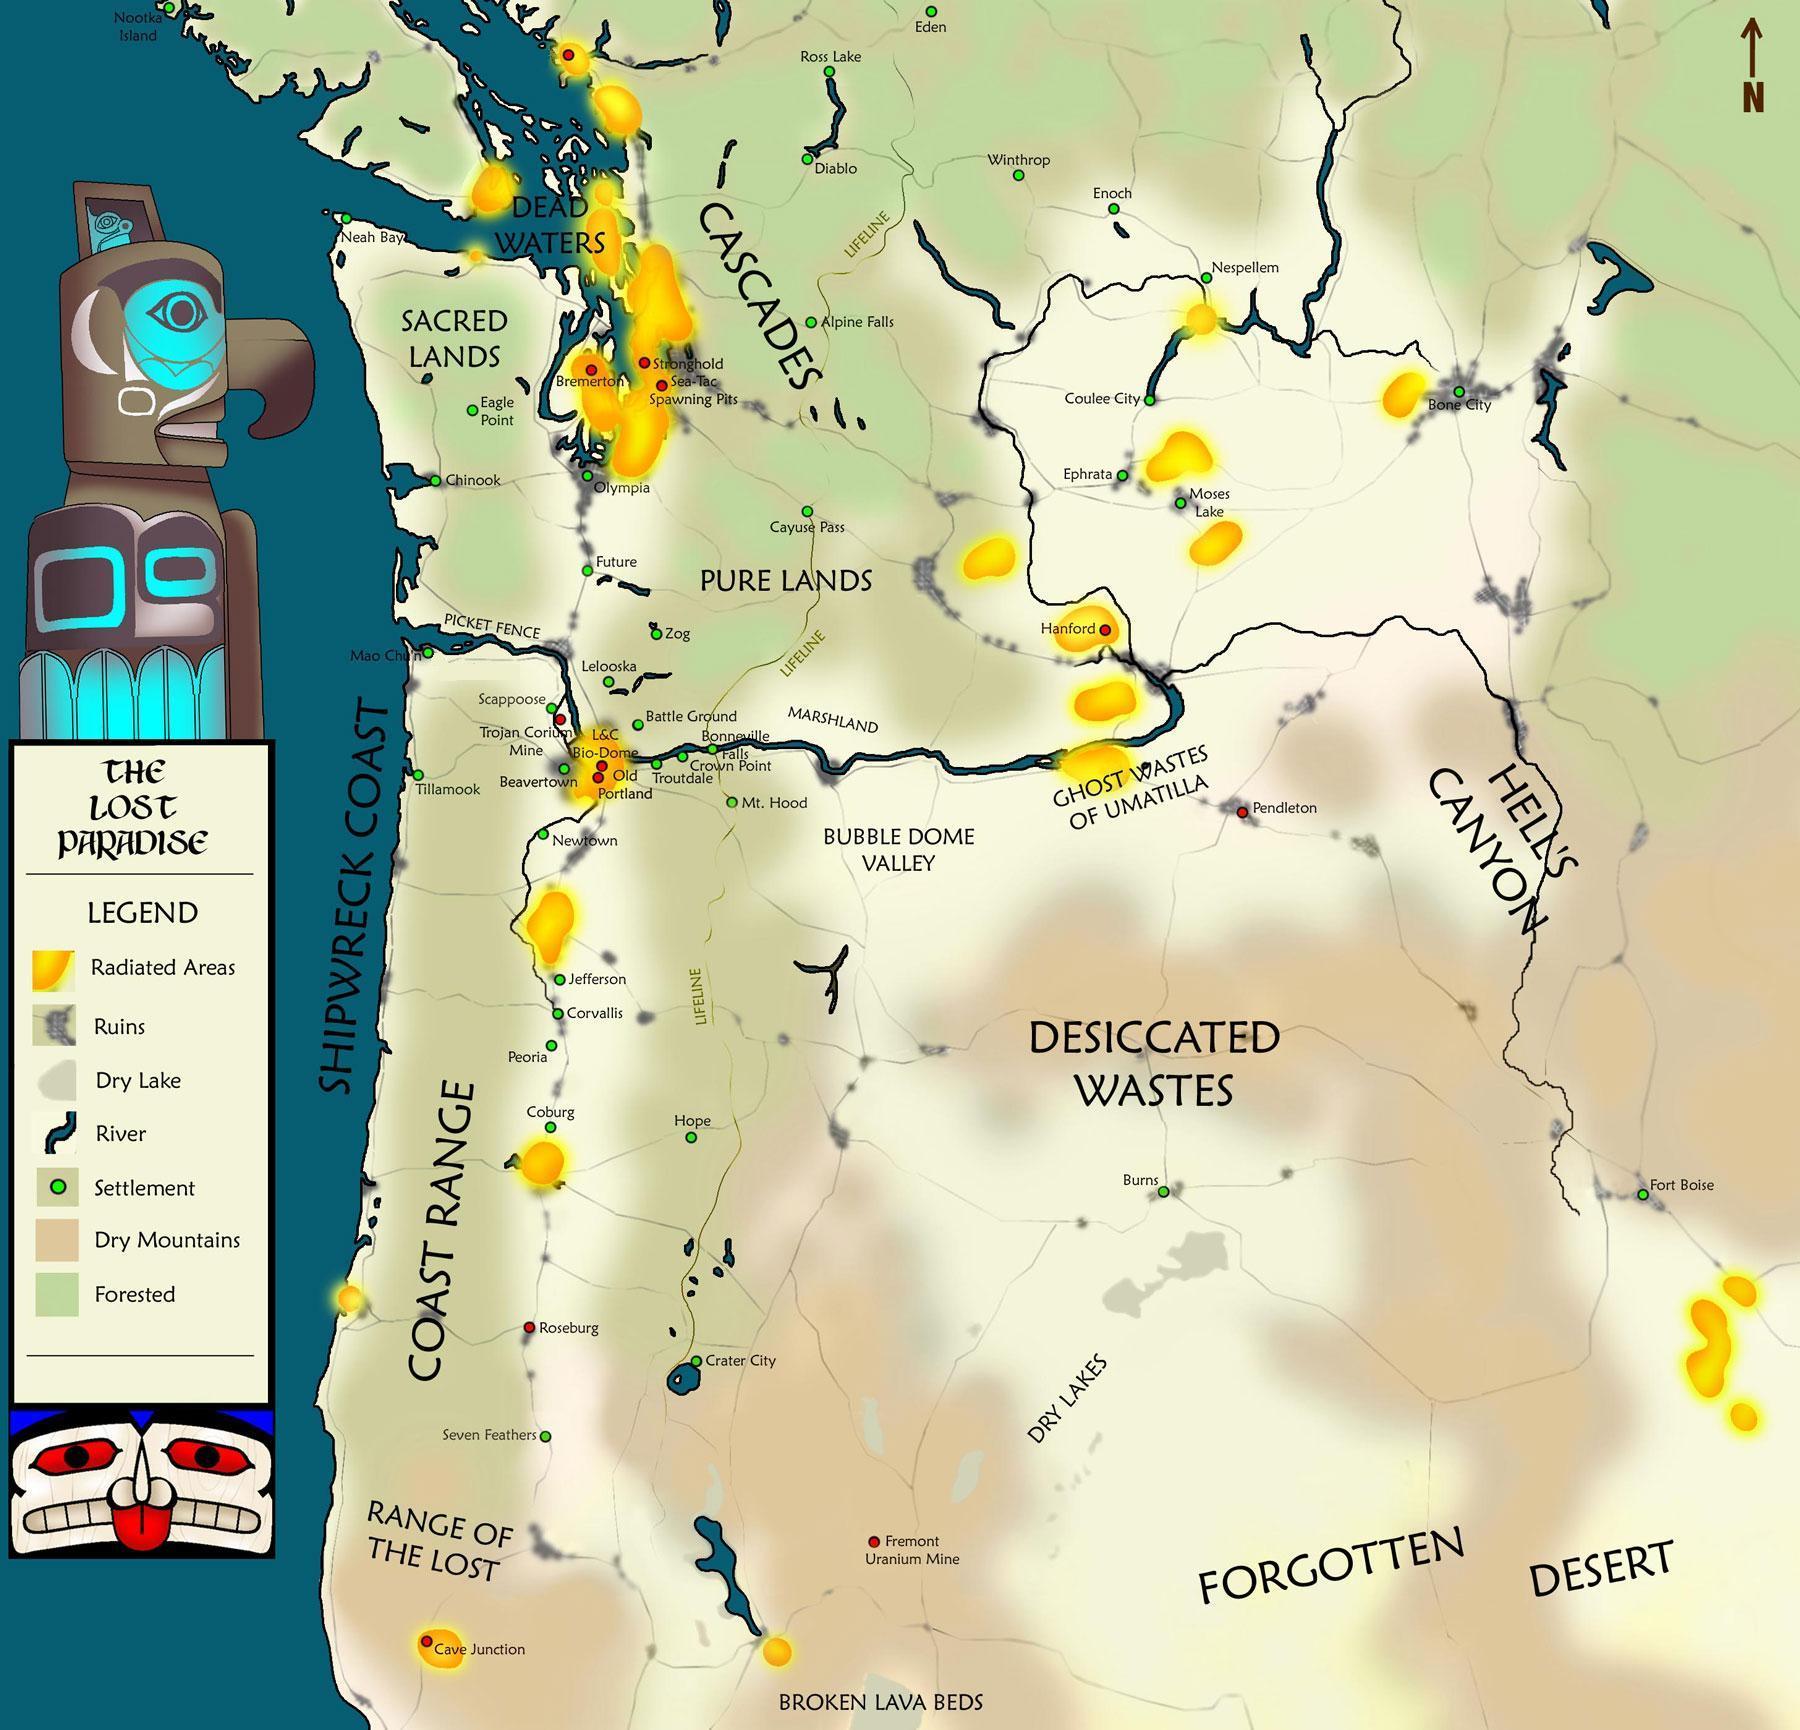 Nootka
Island
Eden
Ross Lake
N
Diablo
Winthrop
Enoch
DEAD
WATERS
Neah Bay
CASCADES
LIFELINE
Nespellem
SACRED
LANDS
Alpine Falls
Stronghold
Bremerton
Sea-Tac
Spawning Pits
Eagle
Point
Coulee City
Bone City
Chinook
Olympia
Ephrata
Moses
Lake
Cayuse Pass
Future
PURE LANDS
PICKET FENCE
Zog
Hanford
Mao Chu'n
Lelooska
LIFELINE
Scappoose
Battle Ground
MARSHLAND
Trojan Corium
Mine
L&C
Bio-Dome
Bonneville
Falls
Crown Point
Beavertown
Old
Portland
Troutdale
Tillamook
Mt. Hood
GHOST WASTES
OF UMATILLA
Pendleton
HELL'S
CANYON
Newtown
BUBBLE DOME
VALLEY
SHIPWRECK COAST
THE
LOST
PARADISE
LEGEND
Radiated Areas
Ruins
Dry Lake
River
Settlement
Dry Mountains
Forested
LIFELINE
Jefferson
Corvallis
Peoria
DESICCATED
WASTES
COAST RANGE
Coburg
Hope
Burns
Fort Boise
Roseburg
Crater City
DRY LAKES
Seven Feathers
RANGE OF
THE LOST
Fremont
Uranium Mine
FORGOTTEN
DESERT
Cave Junction
BROKEN LAVA BEDS